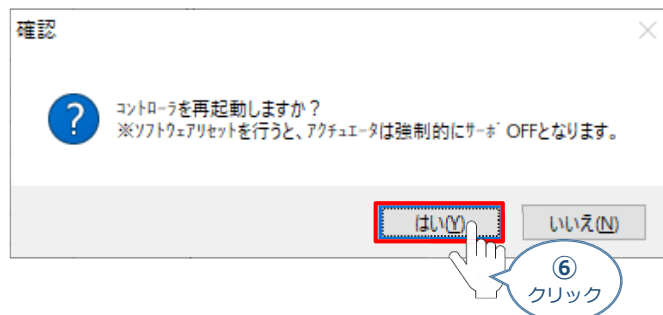 確認
ｺﾝﾄﾛｰﾗを再起動しますか？
※ｿﾌﾄｳｪｱﾘｾｯﾄを行うと、ｱｸﾁｭｴｰﾀは強制的にｻｰﾎﾞOFFとなります。
はい(Y)
いいえ(N)
⑥
クリック